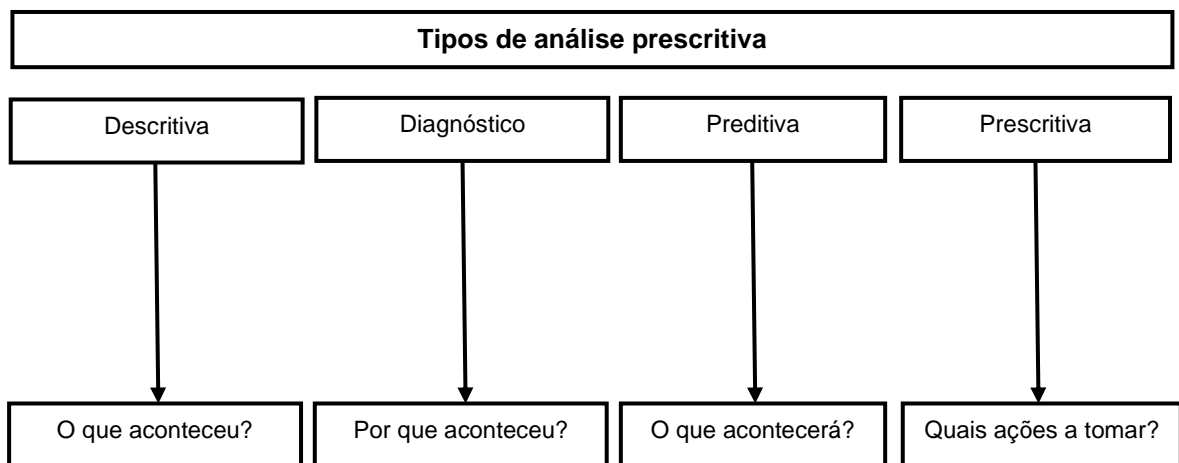 Tipos de análise prescritiva
Descritiva
Diagnóstico
Preditiva
Prescritiva
O que aconteceu?
Por que aconteceu?
O que acontecerá?
Quais ações a tomar?